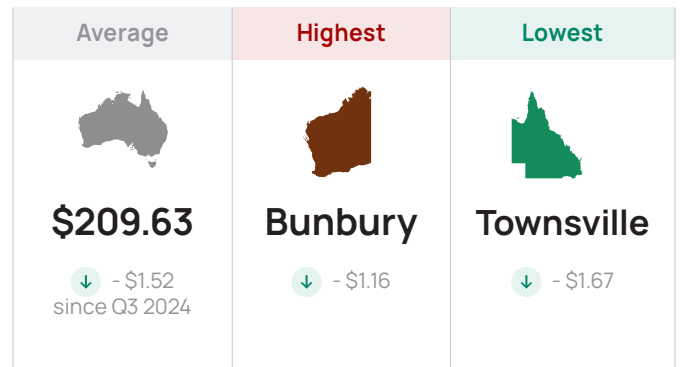 Average
Highest
Lowest
$209.63
Bunbury
Townsville
- $1.52
since Q3 2024
- $1.16
- $1.67